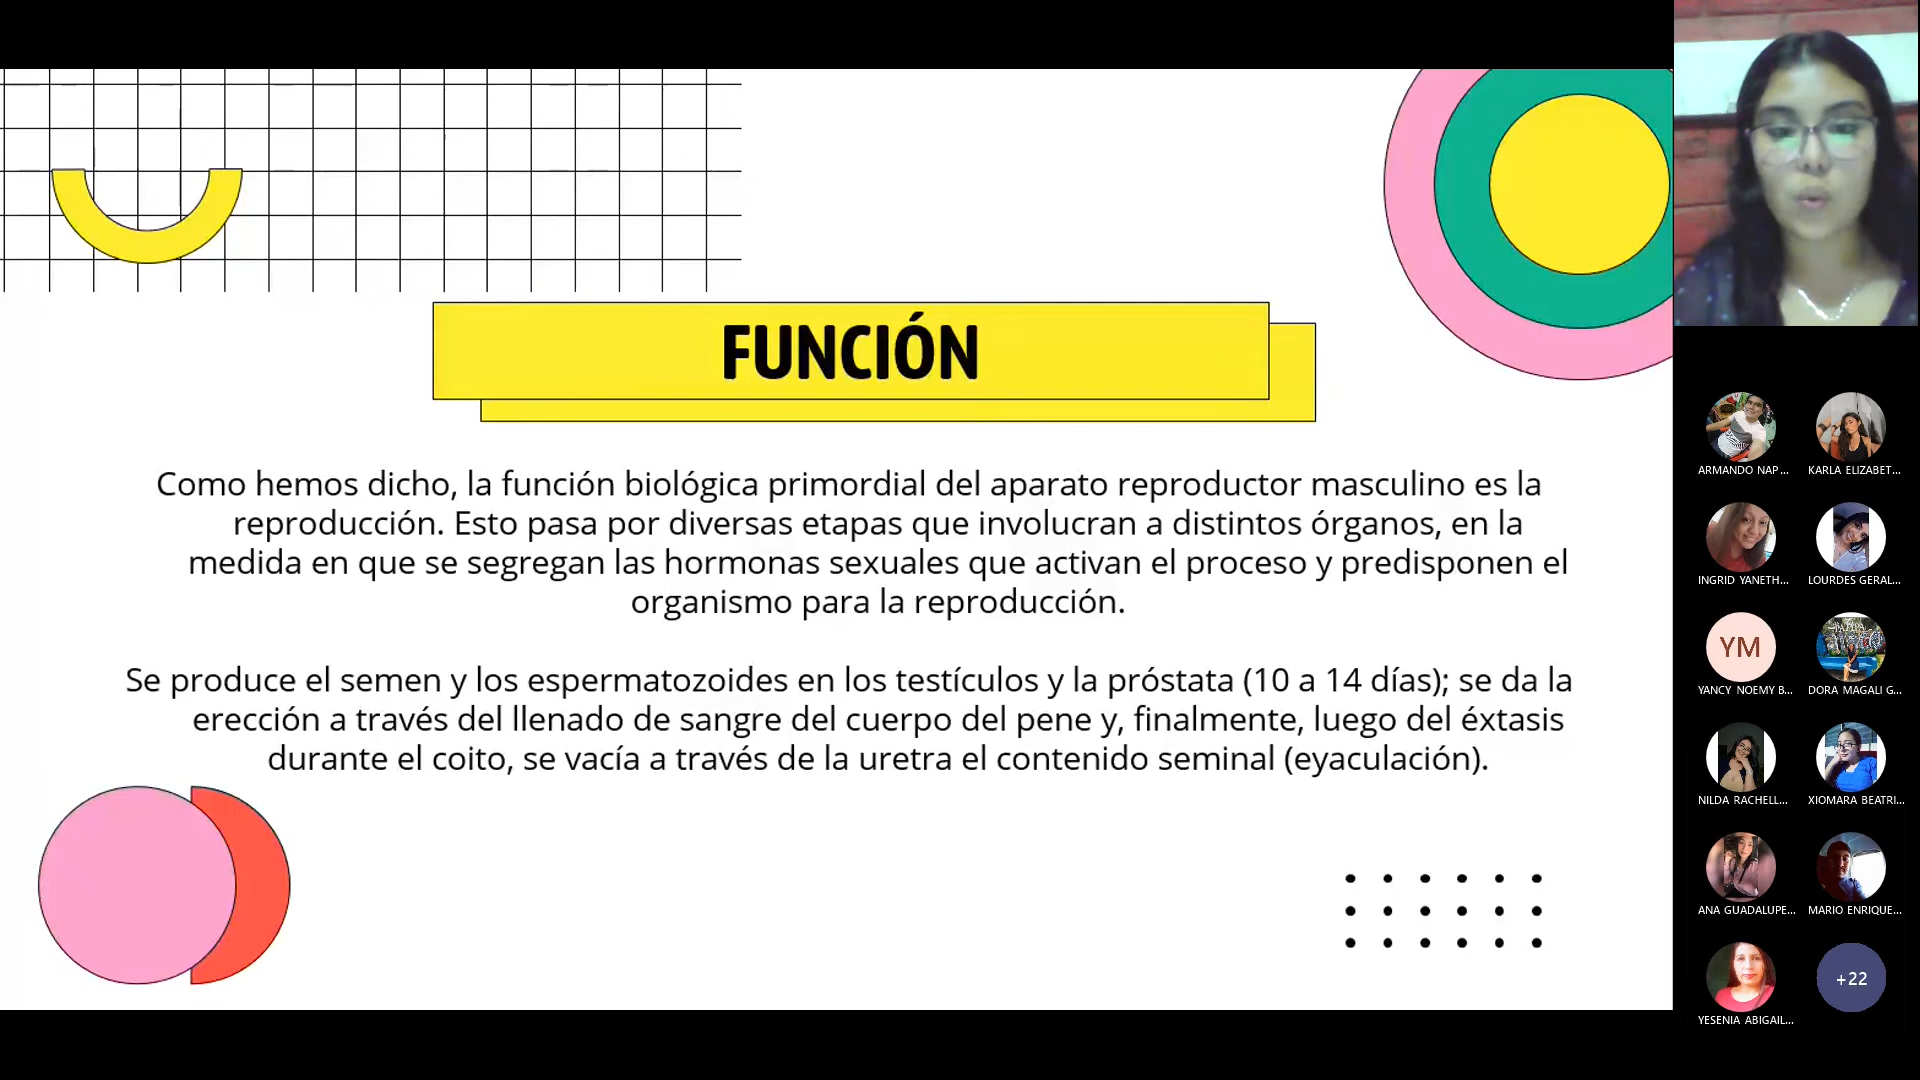 FUNCIÓN
Como hemos dicho, la función biológica primordial del aparato reproductor masculino es la
reproducción. Esto pasa por diversas etapas que involucran a distintos órganos, en la
medida en que se segregan las hormonas sexuales que activan el proceso y predisponen el
organismo para la reproducción.
Se produce el semen y los espermatozoides en los testículos y la próstata (10 a 14 días); se da la
erección a través del llenado de sangre del cuerpo del pene y, finalmente, luego del éxtasis
durante el coito, se vacía a través de la uretra el contenido seminal (eyaculación).
ARMANDO NAP...
KARLA ELIZABET...
INGRID YANETH...
LOURDES GERAL...
YM
YANCY NOEMY B...
DORA MAGALI G...
NILDA RACHELL...
XIOMARA BEATRI...
ANA GUADALUPE...
MARIO ENRIQUE...
YESENIA ABIGAIL...
+22